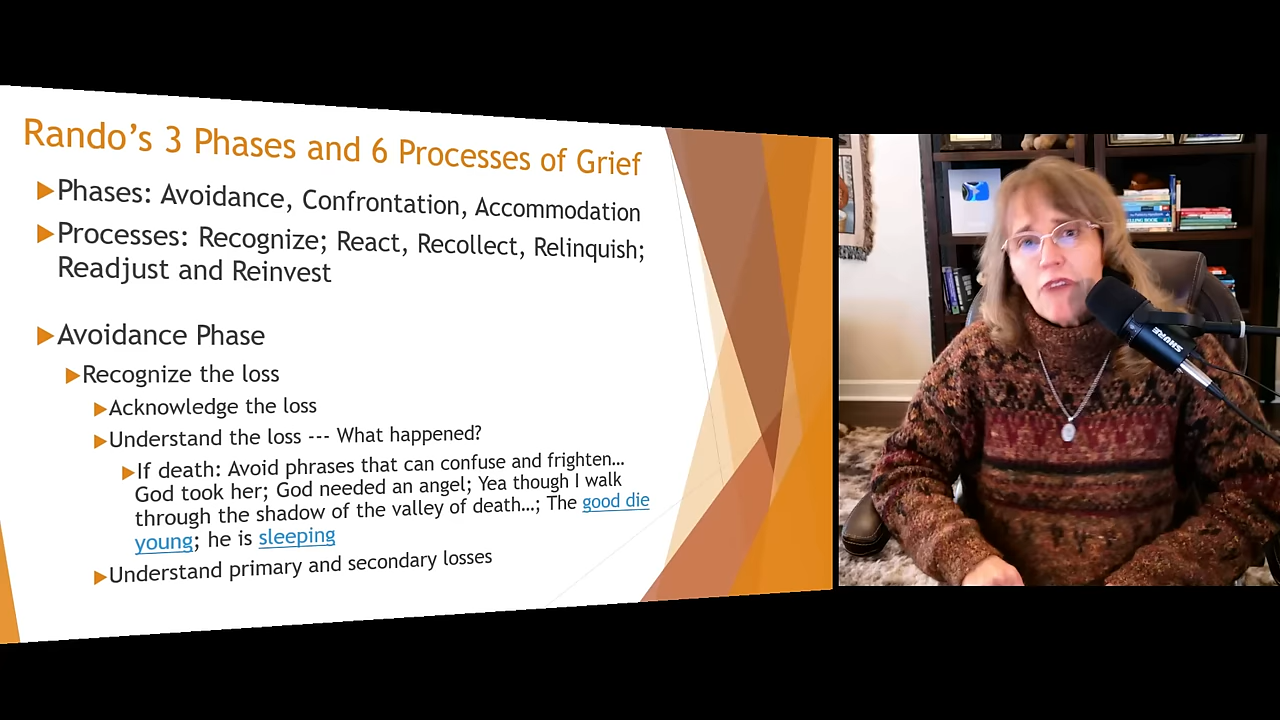 Rando’s 3 Phases and 6 Processes of Grief
Phases: Avoidance, Confrontation, Accommodation
Processes: Recognize; React, Recollect, Relinquish;
Readjust and Reinvest
Avoidance Phase
Recognize the loss
Acknowledge the loss
Understand the loss --- What happened?
If death: Avoid phrases that can confuse and frighten…
God took her; God needed an angel; Yea though I walk
through the shadow of the valley of death…; The good die
young; he is sleeping
Understand primary and secondary losses
SHURE